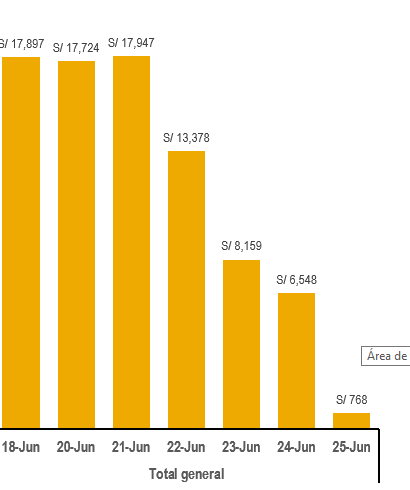 S/ 17,897
S/ 17,724
S/ 17,947
S/ 13,378
S/ 8,159
S/ 6,548
S/ 768
Área de
18-Jun
20-Jun
21-Jun
22-Jun
23-Jun
24-Jun
25-Jun
Total general